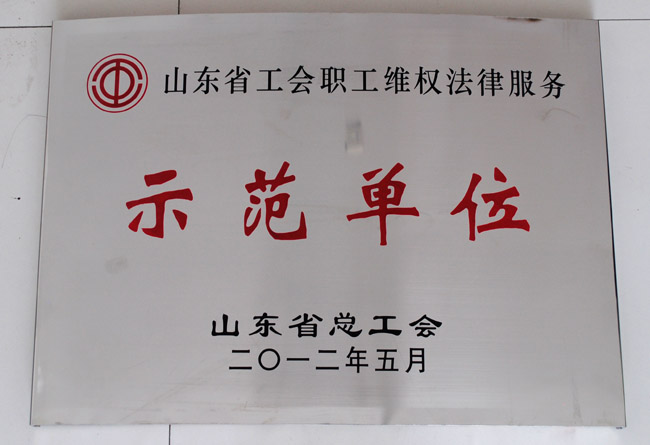 山东省工会职工维权法律服务
示范单位
山东省总工会
二〇一二年五月